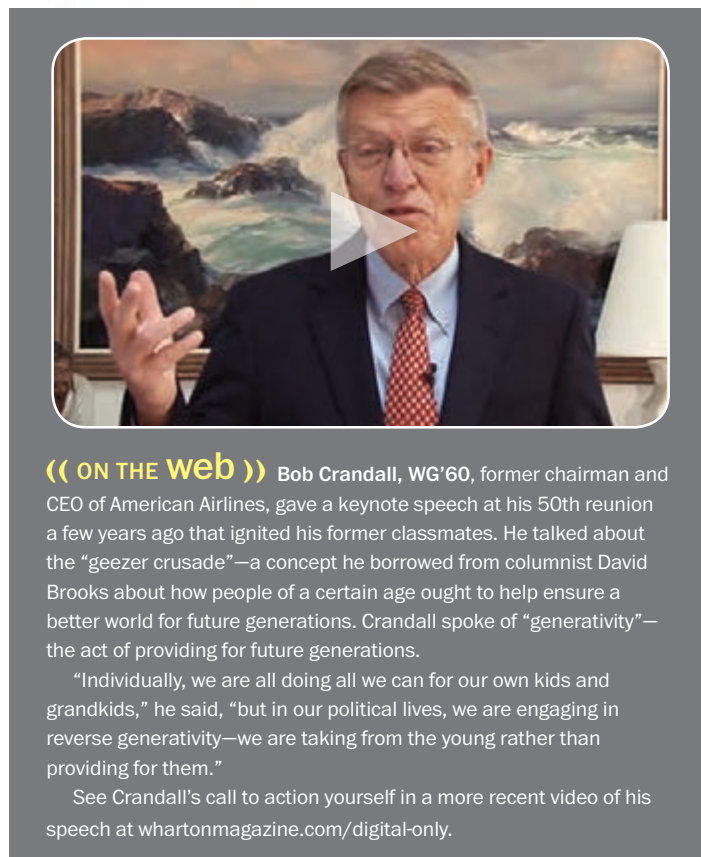 (( ON THE web )) Bob Crandall, WG’60, former chairman and
CEO of American Airlines, gave a keynote speech at his 50th reunion
a few years ago that ignited his former classmates. He talked about
the “geezer crusade”—a concept he borrowed from columnist David
Brooks about how people of a certain age ought to help ensure a
better world for future generations. Crandall spoke of “generativity”—
the act of providing for future generations.
“Individually, we are all doing all we can for our own kids and
grandkids,” he said, “but in our political lives, we are engaging in
reverse generativity—we are taking from the young rather than
providing for them.”
See Crandall’s call to action yourself in a more recent video of his
speech at whartonmagazine.com/digital-only.